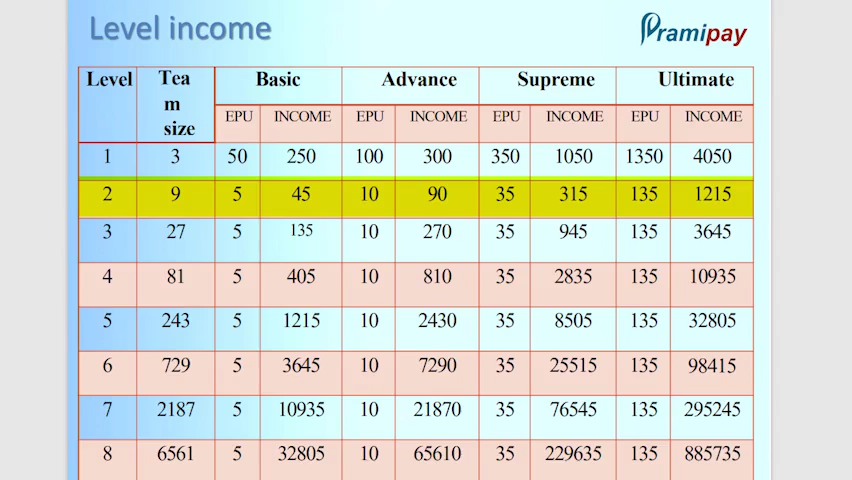 Level income
Pramipay
Level Tea Basic Advance Supreme Ultimate
m
size
EPU INCOME EPU INCOME EPU INCOME EPU INCOME
1 3 50 250 100 300 350 1050 1350 4050
2 9 5 45 10 90 35 315 135 1215
3 27 5 135 10 270 35 945 135 3645
4 81 5 405 10 810 35 2835 135 10935
5 243 5 1215 10 2430 35 8505 135 32805
6 729 5 3645 10 7290 35 25515 135 98415
7 2187 5 10935 10 21870 35 76545 135 295245
8 6561 5 32805 10 65610 35 229635 135 885735